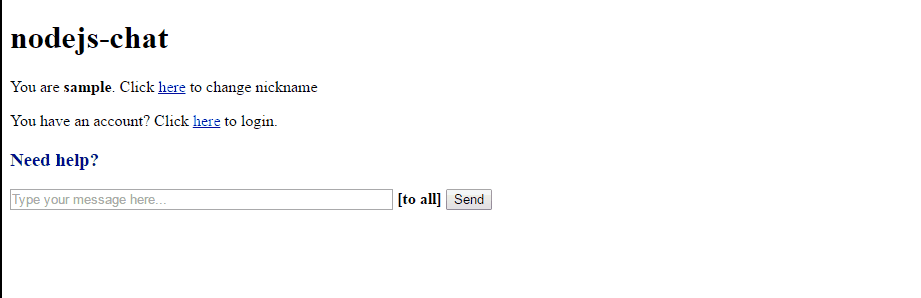 nodejs-chat
You are sample. Click here to change nickname
You have an account? Click here to login.
Need help?
Type your message here... [to all] Send